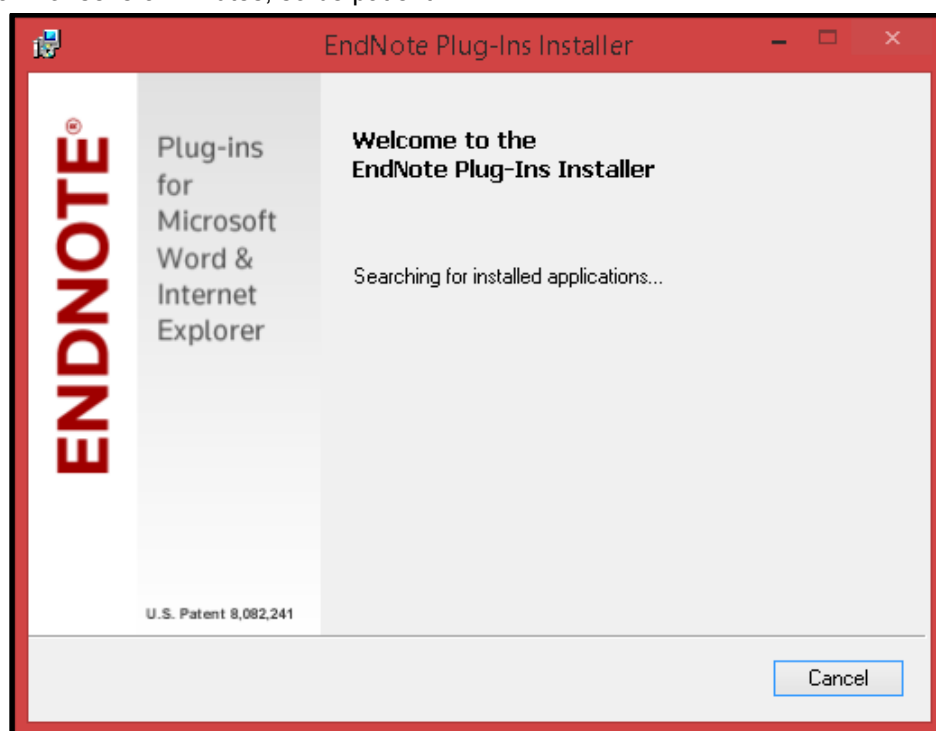 EndNote Plug-Ins Installer
ENDNOTE®
Plug-ins
for
Microsoft
Word &
Internet
Explorer
U.S. Patent 8,082,241
Welcome to the
EndNote Plug-Ins Installer
Searching for installed applications...
Cancel